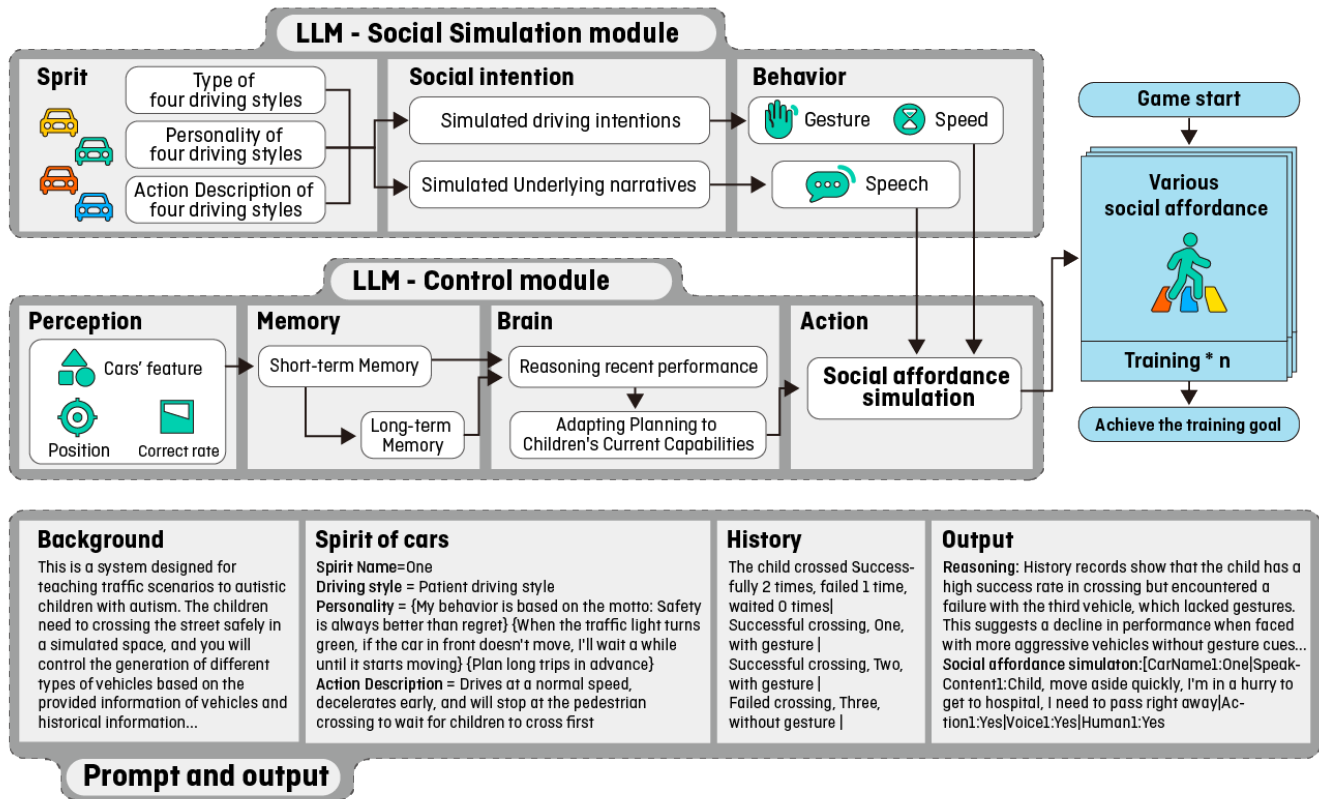 LLM - Social Simulation module
Sprit
Type of
four driving styles
Personality of
four driving styles
Action Description of
four driving styles
Social intention
Simulated driving intentions
Simulated Underlying narratives
Behavior
Gesture
Speed
Speech
LLM - Control module
Perception
Cars' feature
Position
Correct rate
Memory
Short-term Memory
Long-term
Memory
Brain
Reasoning recent performance
Adapting Planning to
Children's Current Capabilities
Action
Social affordance
simulation
Game start
Various
social affordance
Training * n
Achieve the training goal
Background
This is a system designed for
teaching traffic scenarios to autistic
children with autism. The children
need to crossing the street safely in
a simulated space, and you will
control the generation of different
types of vehicles based on the
provided information of vehicles and
historical information...
Spirit of cars
Spirit Name=One
Driving style = Patient driving style
Personality = {My behavior is based on the motto: Safety
is always better than regret} {When the traffic light turns
green, if the car in front doesn't move, I'll wait a while
until it starts moving} {Plan long trips in advance}
Action Description = Drives at a normal speed,
decelerates early, and will stop at the pedestrian
crossing to wait for children to cross first
History
The child crossed Success-
fully 2 times, failed 1 time,
waited 0 times|
Successful crossing, One,
with gesture |
Successful crossing, Two,
with gesture |
Failed crossing, Three,
without gesture |
Output
Reasoning: History records show that the child has a
high success rate in crossing but encountered a
failure with the third vehicle, which lacked gestures.
This suggests a decline in performance when faced
with more aggressive vehicles without gesture cues...
Social affordance simulaton:[CarName1:One|Speak-
Content1:Child, move aside quickly, I'm in a hurry to
get to hospital, I need to pass right away|Ac-
tion1:Yes|Voice1:Yes|Human1:Yes
Prompt and output